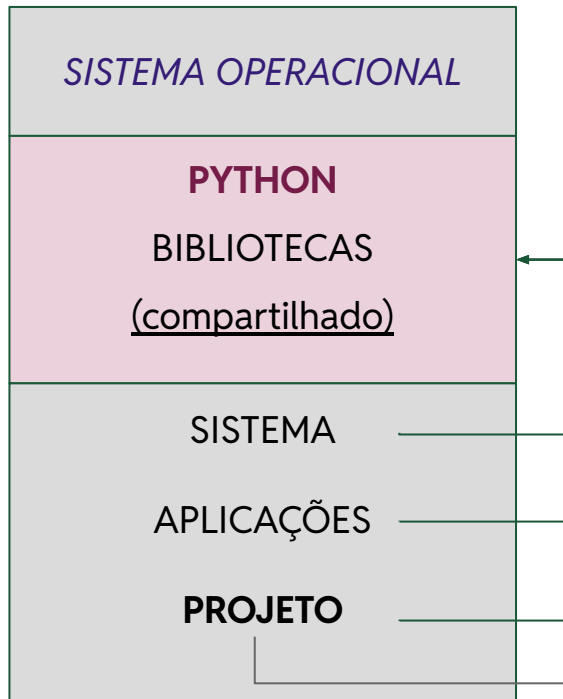 SISTEMA OPERACIONAL
PYTHON
BIBLIOTECAS
(compartilhado)
SISTEMA
APLICAÇÕES
PROJETO